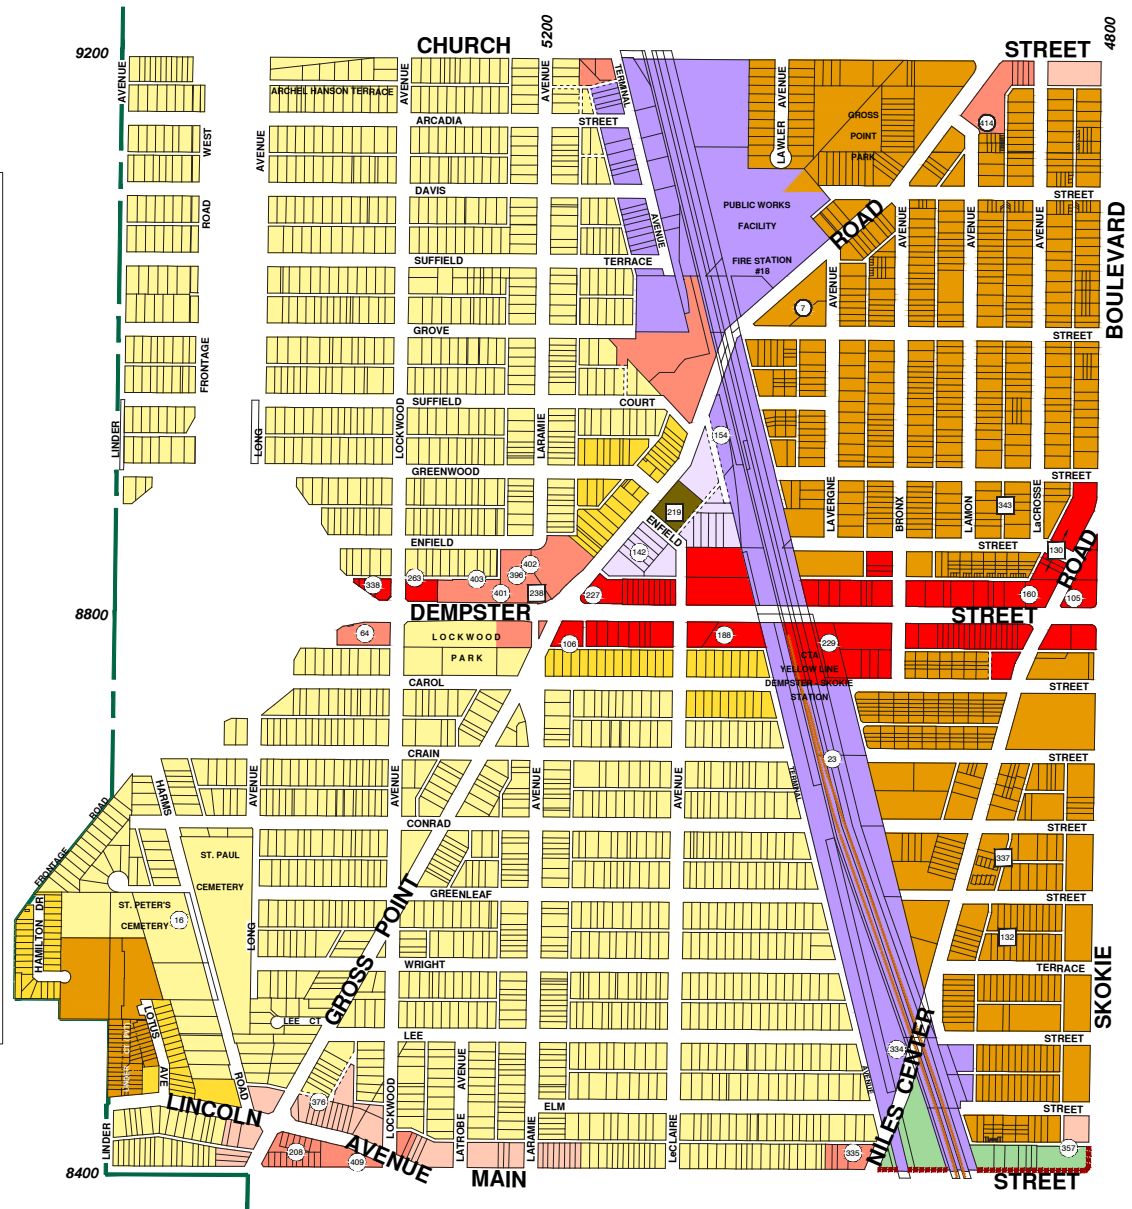 9200
CHURCH
5200
STREET
4800
AVENUE
AVENUE
AVENUE
TERMINAL
AVENUE
ARCHEL HANSON TERRACE
ARCADIA
STREET
LAWLER
GROSS
POINT
PARK
414
WEST
AVENUE
DAVIS
STREET
PUBLIC WORKS
FACILITY
FIRE STATION
#18
ROAD
ROAD
AVENUE
AVENUE
AVENUE
AVENUE
BOULEVARD
SUFFIELD
TERRACE
AVENUE
7
GROVE
STREET
FRONTAGE
SUFFIELD
COURT
LINDER
LONG
LOCKWOOD
LARAMIE
154
GREENWOOD
STREET
LAVERGNE
BRONX
LAMON
343
LaCROSSE
219
ENFIELD
142
ENFIELD
STREET
130
ROAD
338
263
403
396
402
401
238
227
160
105
8800
DEMPSTER
STREET
64
LOCKWOOD
PARK
106
188
229
CTA
YELLOW LINE
DEMPSTER - SKOKIE
STATION
CAROL
STREET
CRAIN
STREET
23
TERMINAL
ROAD
HARMS
AVENUE
AVENUE
AVENUE
AVENUE
CONRAD
STREET
FRONTAGE
ST. PAUL
CEMETERY
337
GREENLEAF
STREET
HAMILTON DR
ST. PETER'S
CEMETERY
16
LONG
GROSS POINT
132
WRIGHT
TERRACE
SKOKIE
LOTUS
AVE
LEE CT
LEE
STREET
334
NILES CENTER
AVENUE
ROAD
LOCKWOOD
AVENUE
LATROBE
LARAMIE
LeCLAIRE
376
ELM
STREET
LINCOLN
AVENUE
LINDER
208
409
335
357
8400
MAIN
STREET